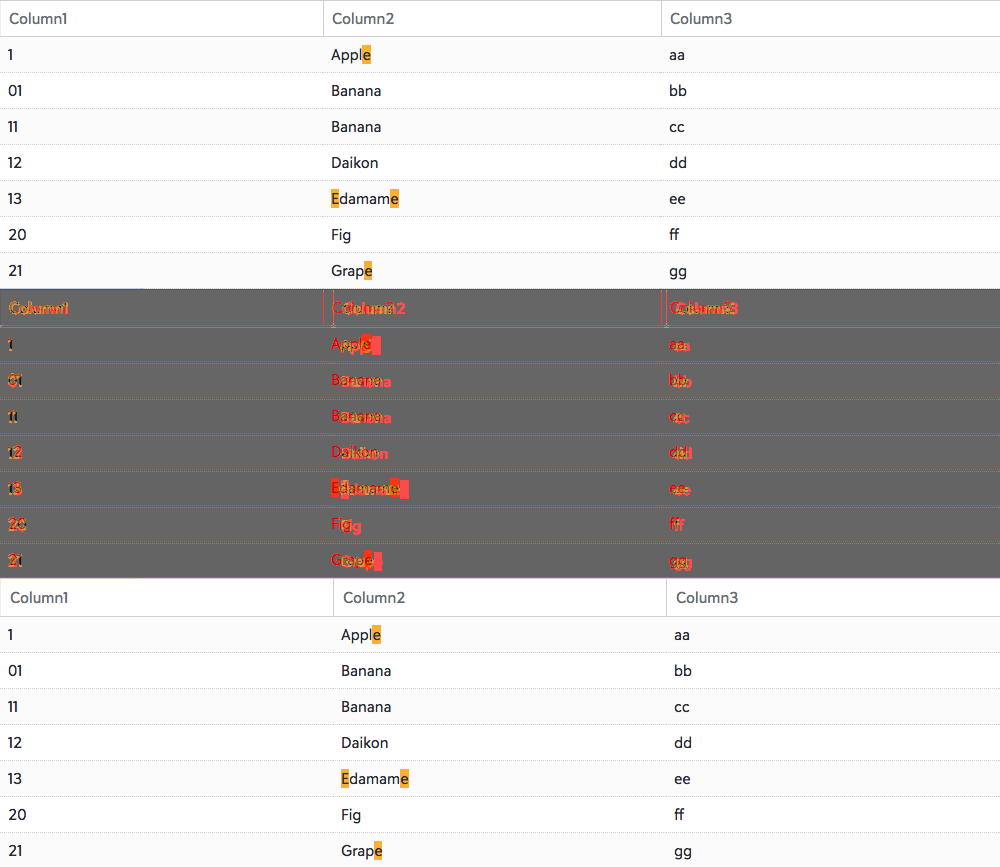 Column1 Column2 Column3
1 Apple aa
01 Banana bb
11 Banana cc
12 Daikon dd
13 Edamame ee
20 Fig ff
21 Grape gg
Column1 Column2 Column3
1 Apple aa
01 Banana bb
11 Banana cc
12 Daikon dd
13 Edamame ee
20 Fig ff
21 Grape gg
Column1 Column2 Column3
1 Apple aa
01 Banana bb
11 Banana cc
12 Daikon dd
13 Edamame ee
20 Fig ff
21 Grape gg